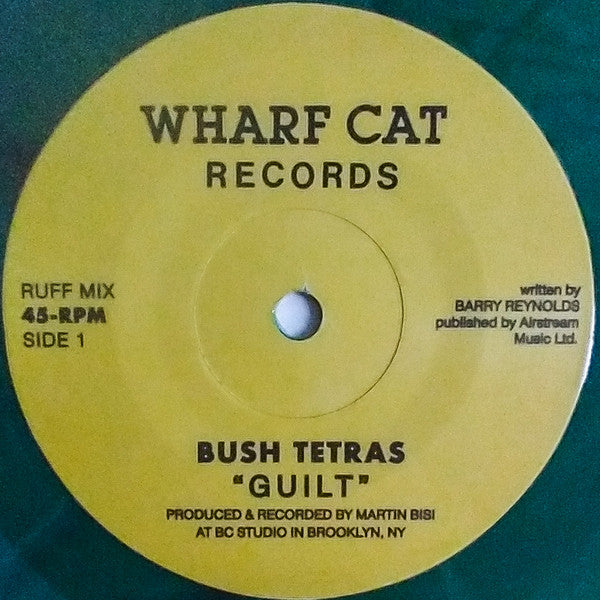 WHARF CAT
RECORDS
RUFF MIX
45-RPM
SIDE 1
written by
BARRY REYNOLDS
published by Airstream
Music Ltd.
BUSH TETRAS
"GUILT"
PRODUCED & RECORDED BY MARTIN BISI
AT BC STUDIO IN BROOKLYN, NY